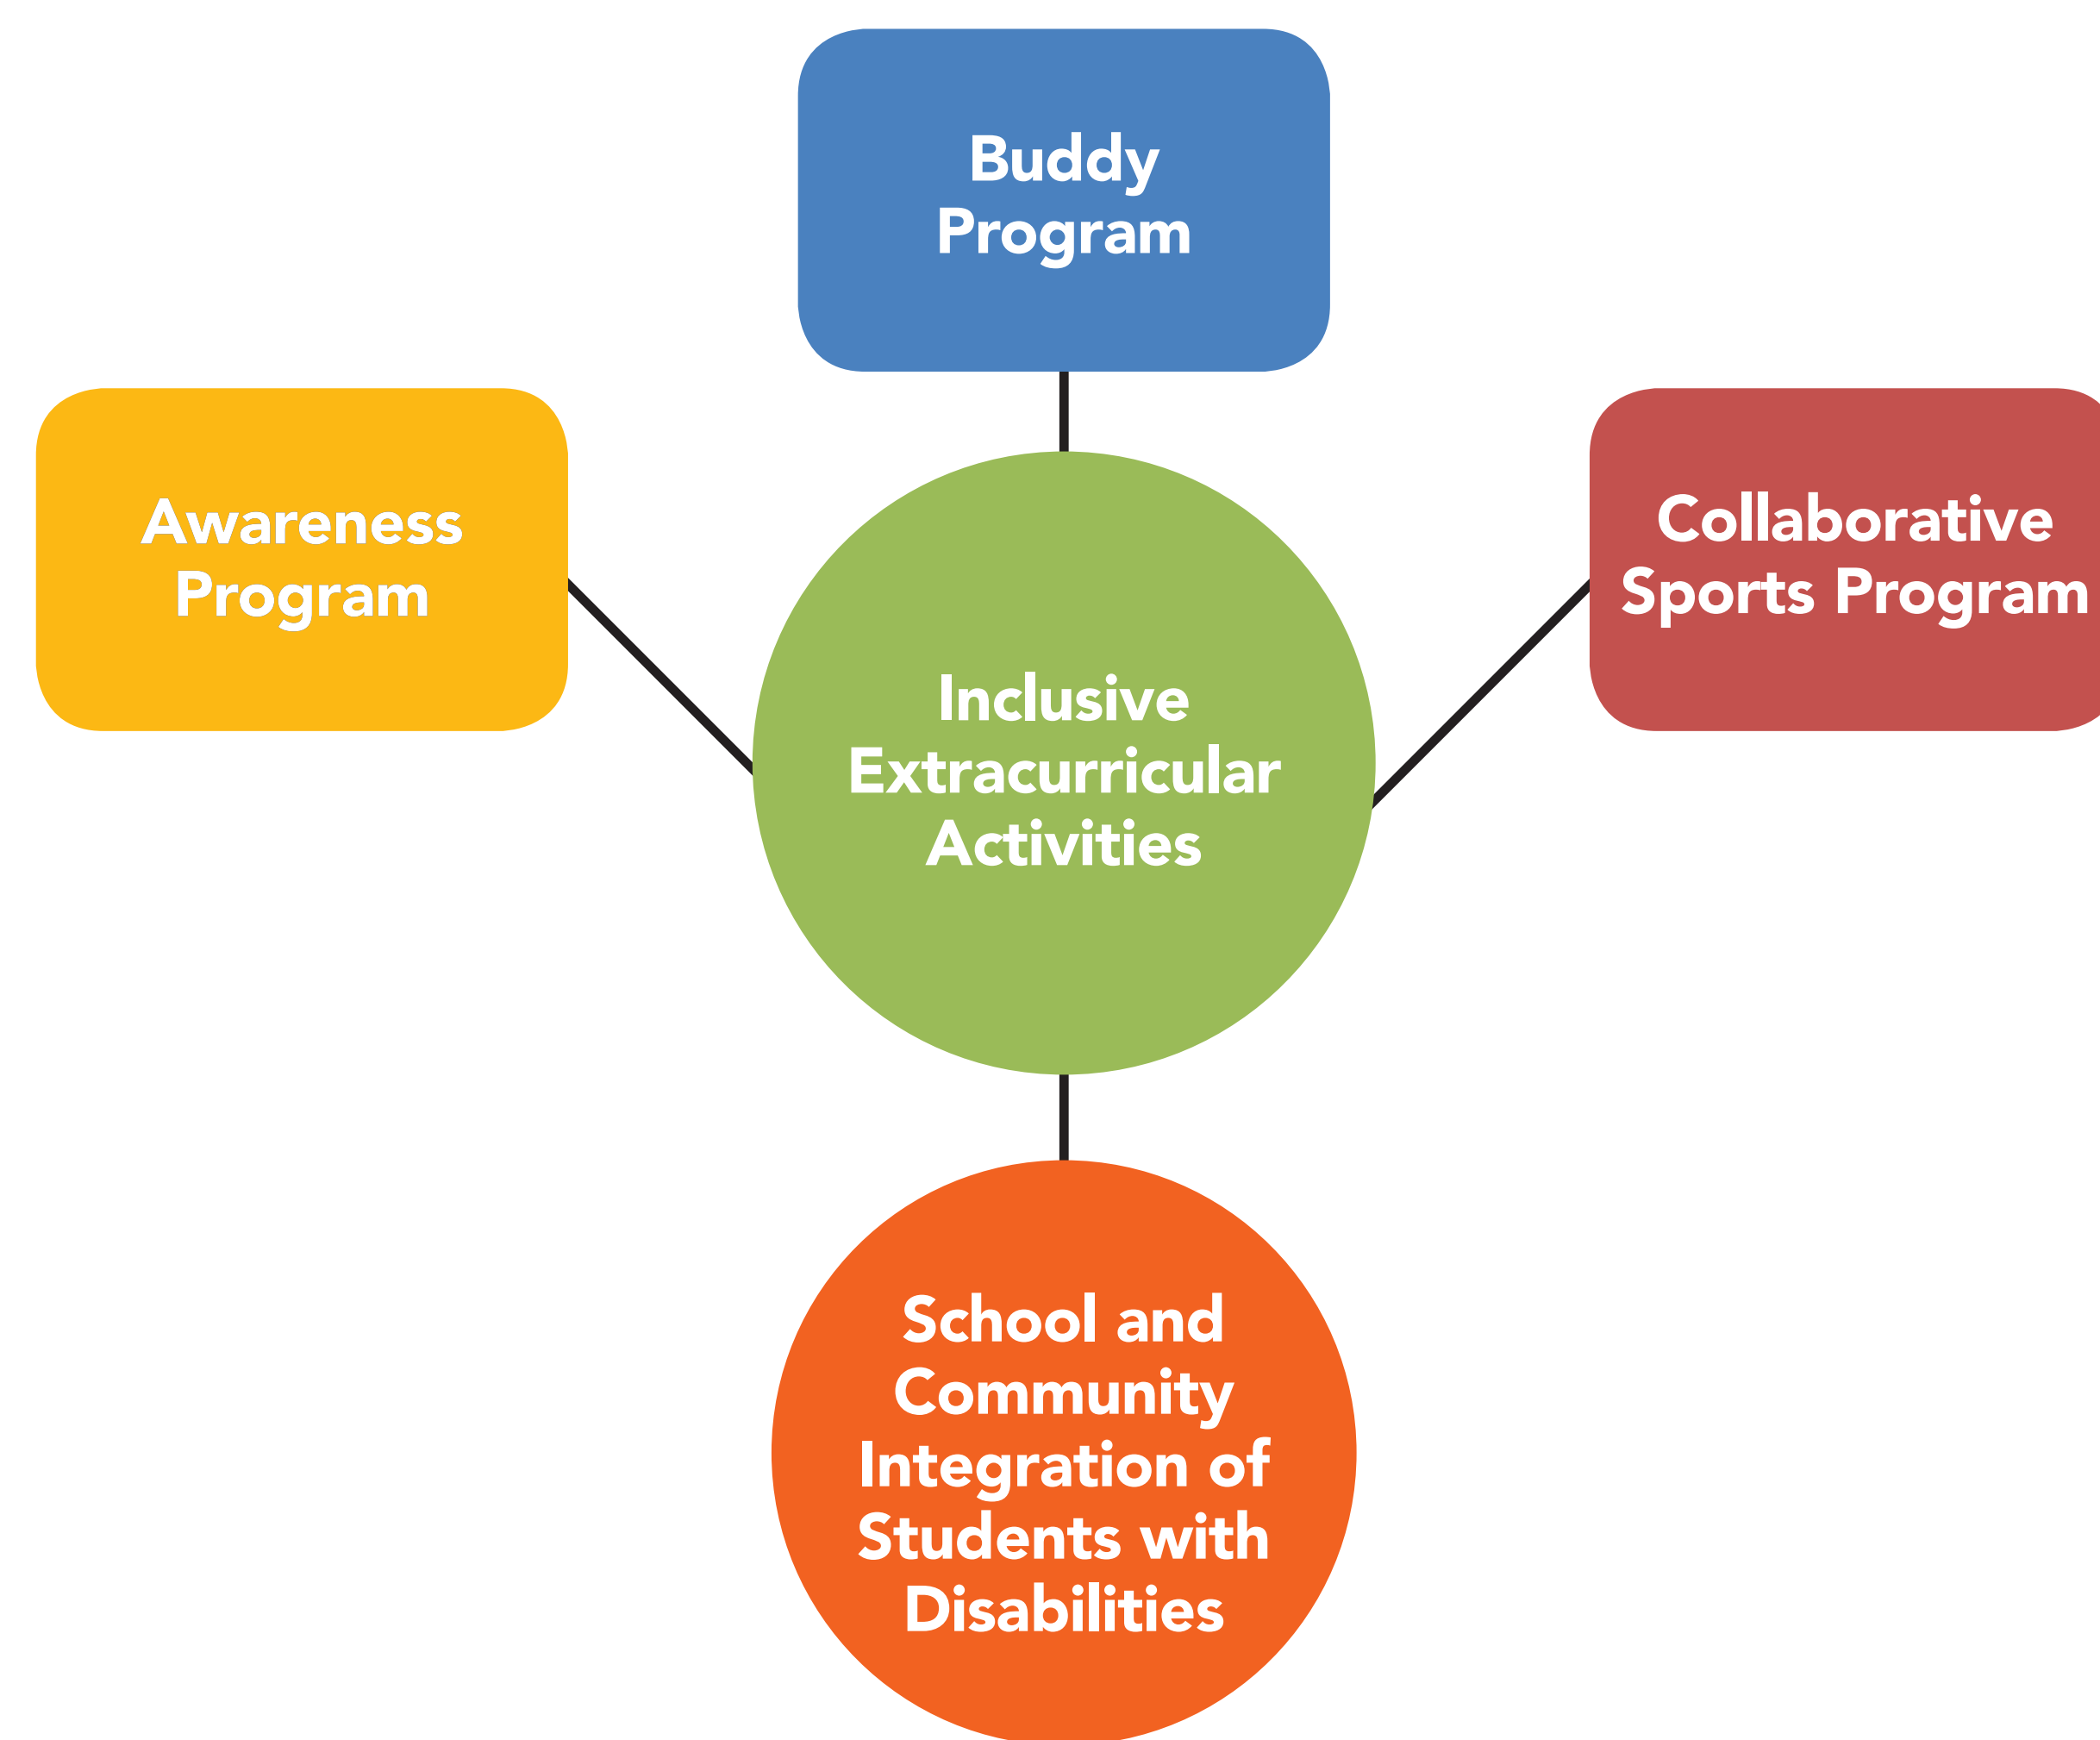 Buddy
Program
Awareness
Program
Collaborative
Sports Program
Inclusive
Extracurricular
Activities
School and
Community
Integration of
Students with
Disabilities